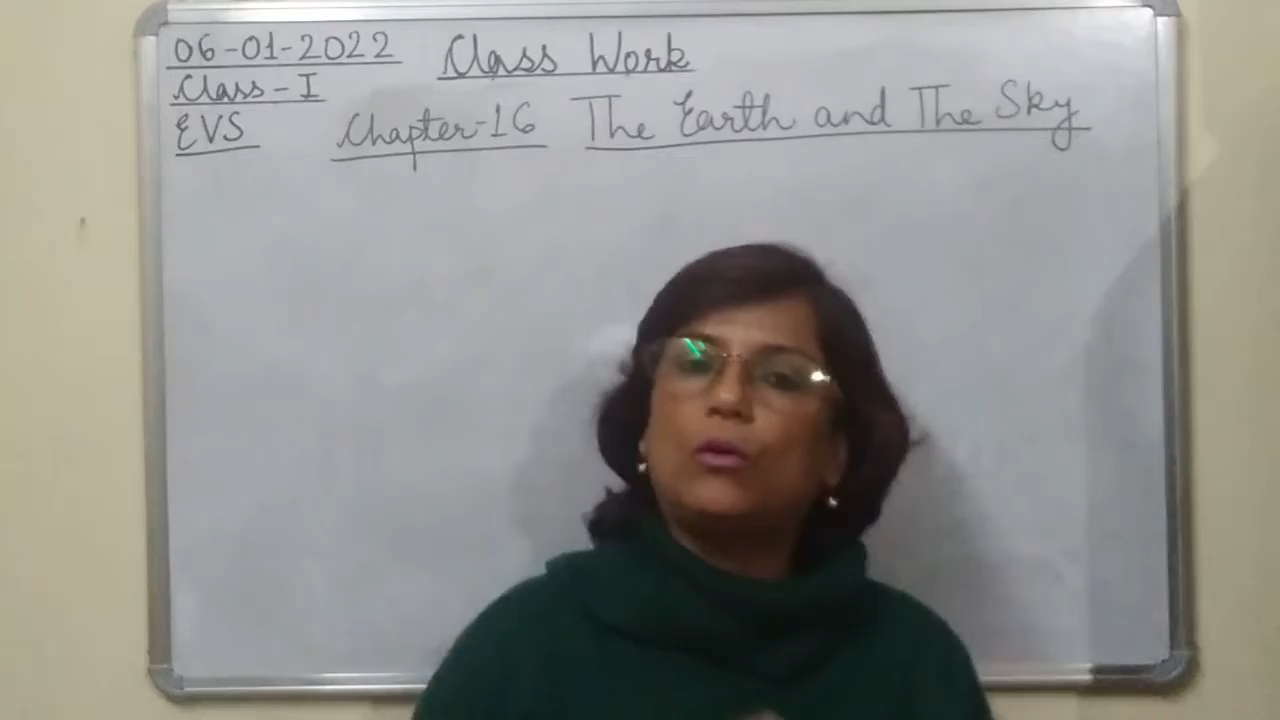 06-01-2022 Class Work
Class-I
EVS Chapter-16 The Earth and The Sky